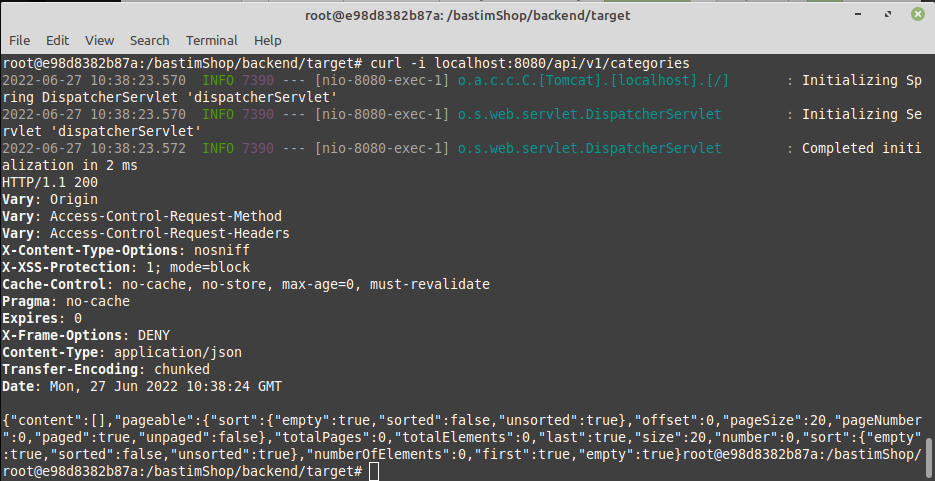 root@e98d8382b87a: /bastimShop/backend/target
File Edit View Search Terminal Help
root@e98d8382b87a:/bastimShop/backend/target# curl -i localhost:8080/api/v1/categories
2022-06-27 10:38:23.570  INFO 7390 --- [nio-8080-exec-1] o.a.c.c.C.[Tomcat].[localhost].[/]       : Initializing Sp
ring DispatcherServlet 'dispatcherServlet'
2022-06-27 10:38:23.570  INFO 7390 --- [nio-8080-exec-1] o.s.web.servlet.DispatcherServlet        : Initializing Se
rvlet 'dispatcherServlet'
2022-06-27 10:38:23.572  INFO 7390 --- [nio-8080-exec-1] o.s.web.servlet.DispatcherServlet        : Completed initi
alization in 2 ms
HTTP/1.1 200
Vary: Origin
Vary: Access-Control-Request-Method
Vary: Access-Control-Request-Headers
X-Content-Type-Options: nosniff
X-XSS-Protection: 1; mode=block
Cache-Control: no-cache, no-store, max-age=0, must-revalidate
Pragma: no-cache
Expires: 0
X-Frame-Options: DENY
Content-Type: application/json
Transfer-Encoding: chunked
Date: Mon, 27 Jun 2022 10:38:24 GMT
{"content":[],"pageable":{"sort":{"empty":true,"sorted":false,"unsorted":true},"offset":0,"pageSize":20,"pageNumber
":0,"paged":true,"unpaged":false},"totalPages":0,"totalElements":0,"last":true,"size":20,"number":0,"sort":{"empty"
:true,"sorted":false,"unsorted":true},"numberOfElements":0,"first":true,"empty":true}root@e98d8382b87a:/bastimShop/
root@e98d8382b87a:/bastimShop/backend/target#